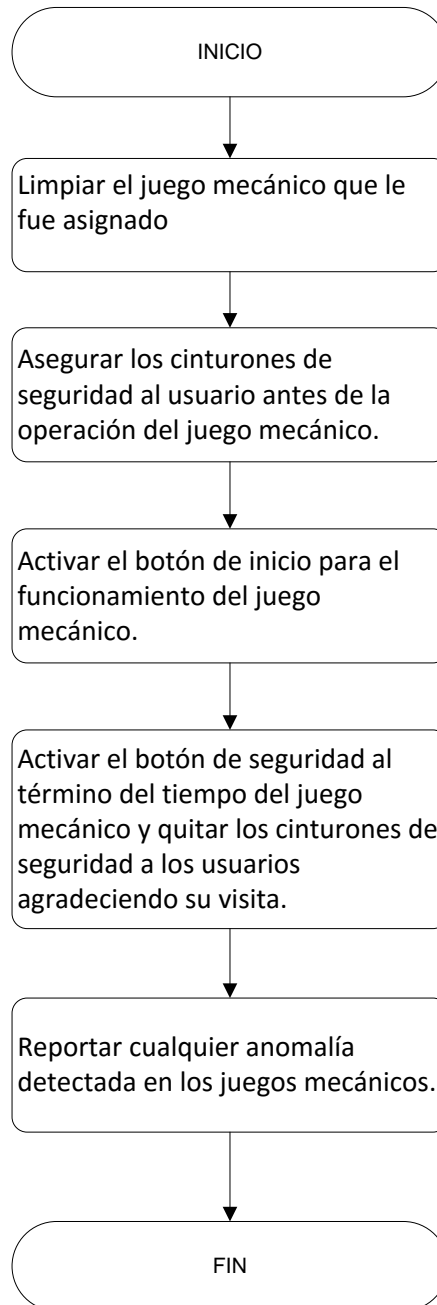 INICIO
Limpiar el juego mecánico que le
fue asignado
Asegurar los cinturones de
seguridad al usuario antes de la
operación del juego mecánico.
Activar el botón de inicio para el
funcionamiento del juego
mecánico.
Activar el botón de seguridad al
término del tiempo del juego
mecánico y quitar los cinturones de
seguridad a los usuarios
agradeciendo su visita.
Reportar cualquier anomalía
detectada en los juegos mecánicos.
FIN